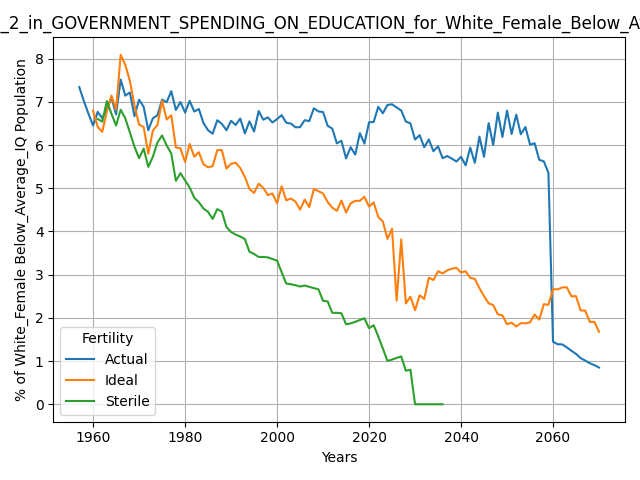 _2_in_GOVERNMENT_SPENDING_ON_EDUCATION_for_White_Female_Below_A
% of White_Female Below_Average_IQ Population
8
7
6
5
4
3
2
1
0
Fertility
Actual
Ideal
Sterile
1960 1980 2000 2020 2040 2060
Years